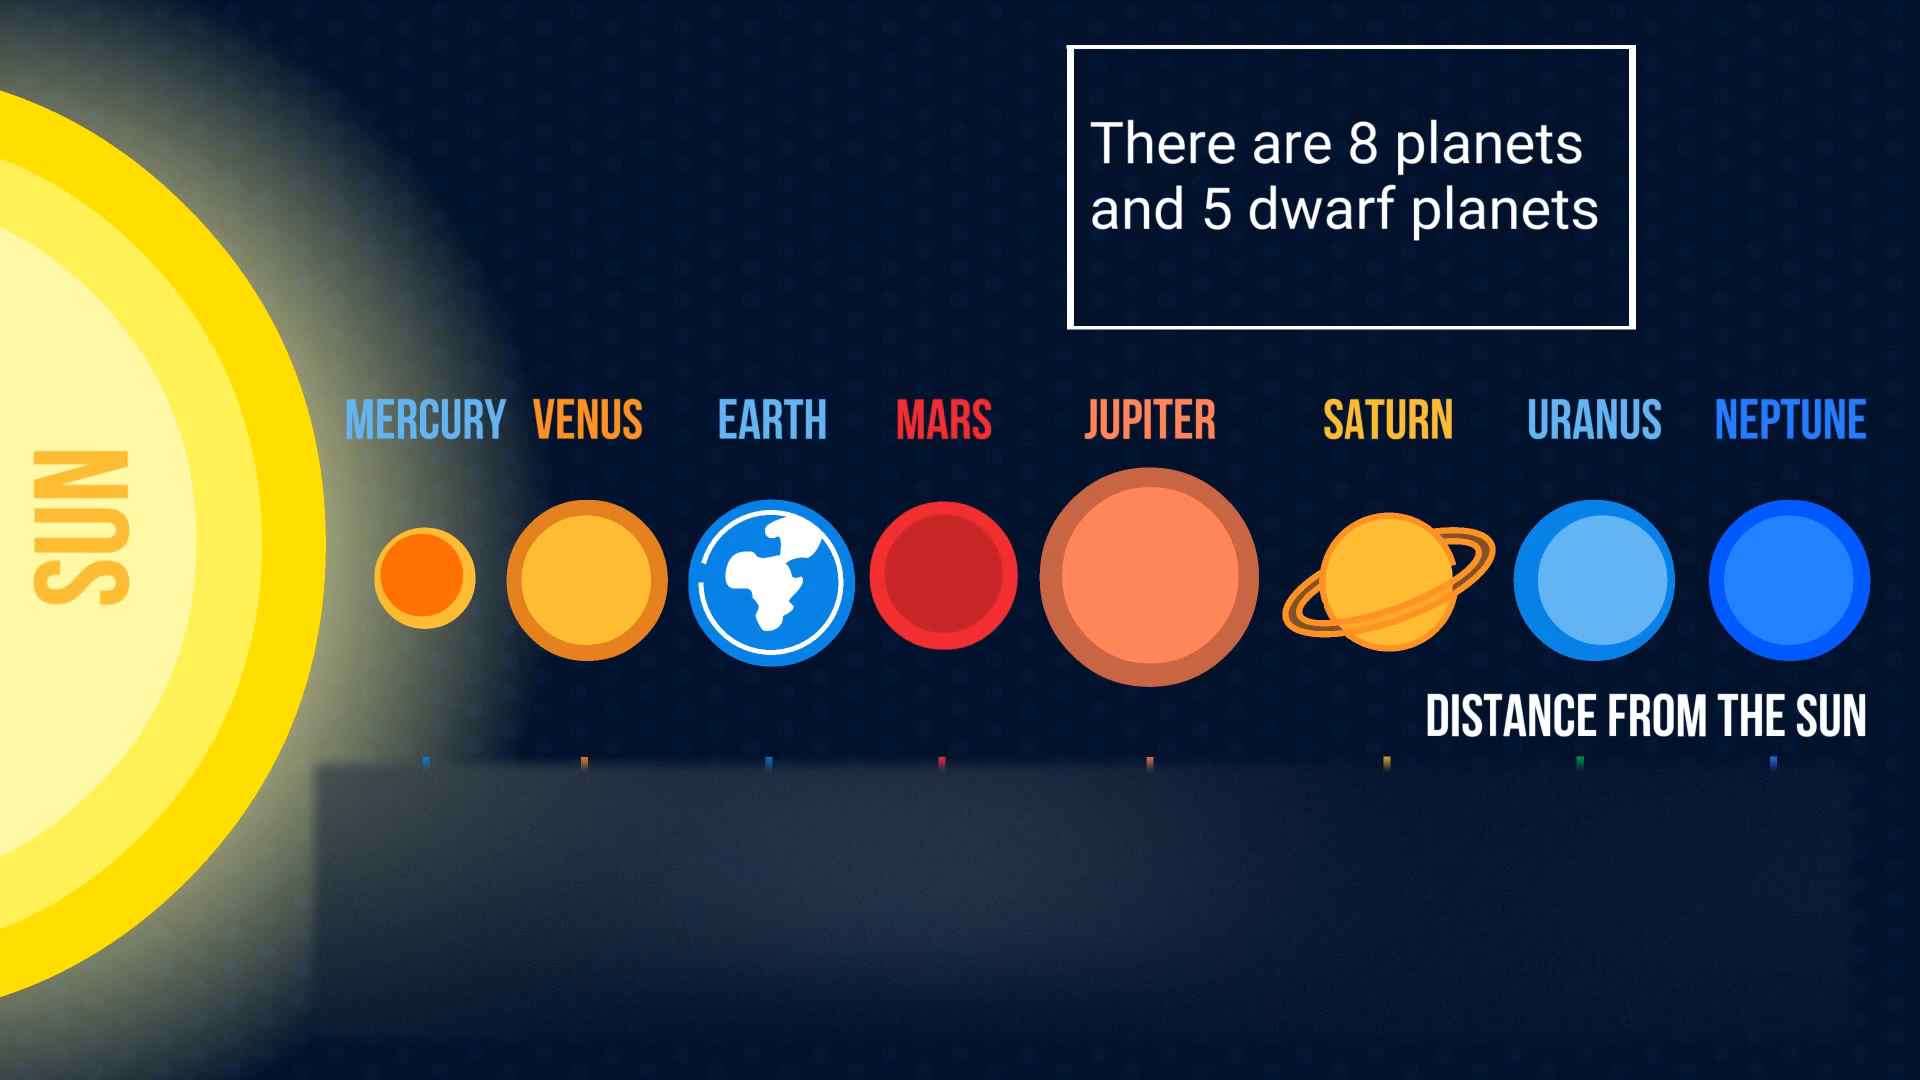 There are 8 planets
and 5 dwarf planets
MERCURY VENUS EARTH MARS JUPITER SATURN URANUS NEPTUNE
SUN
DISTANCE FROM THE SUN